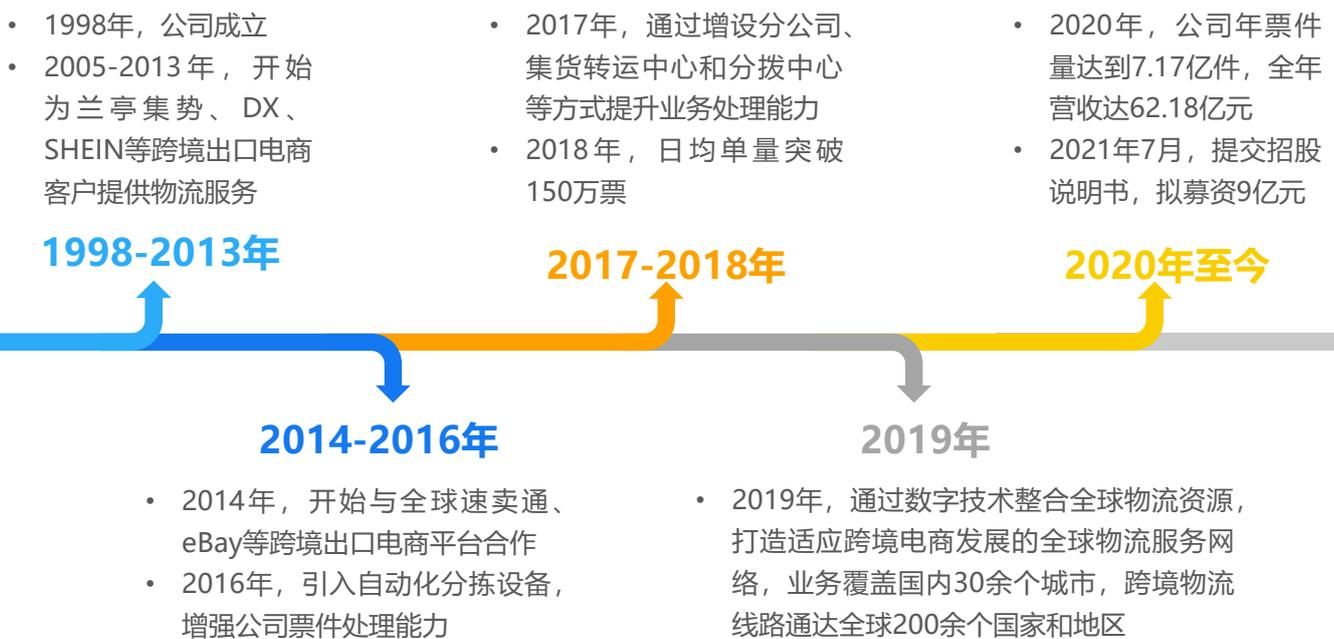 • 1998年，公司成立
• 2005-2013年，开始
为兰亭集势、DX、
SHEIN等跨境出口电商
客户提供物流服务
1998-2013年
• 2017年，通过增设分公司、
集货转运中心和分拨中心
等方式提升业务处理能力
• 2018年，日均单量突破
150万票
2017-2018年
• 2020年，公司年票件
量达到7.17亿件，全年
营收达62.18亿元
• 2021年7月，提交招股
说明书，拟募资9亿元
2020年至今
2014-2016年
• 2014年，开始与全球速卖通、
eBay等跨境出口电商平台合作
• 2016年，引入自动化分拣设备，
增强公司票件处理能力
2019年
• 2019年，通过数字技术整合全球物流资源，
打造适应跨境电商发展的全球物流服务网
络，业务覆盖国内30余个城市，跨境物流
线路通达全球200余个国家和地区